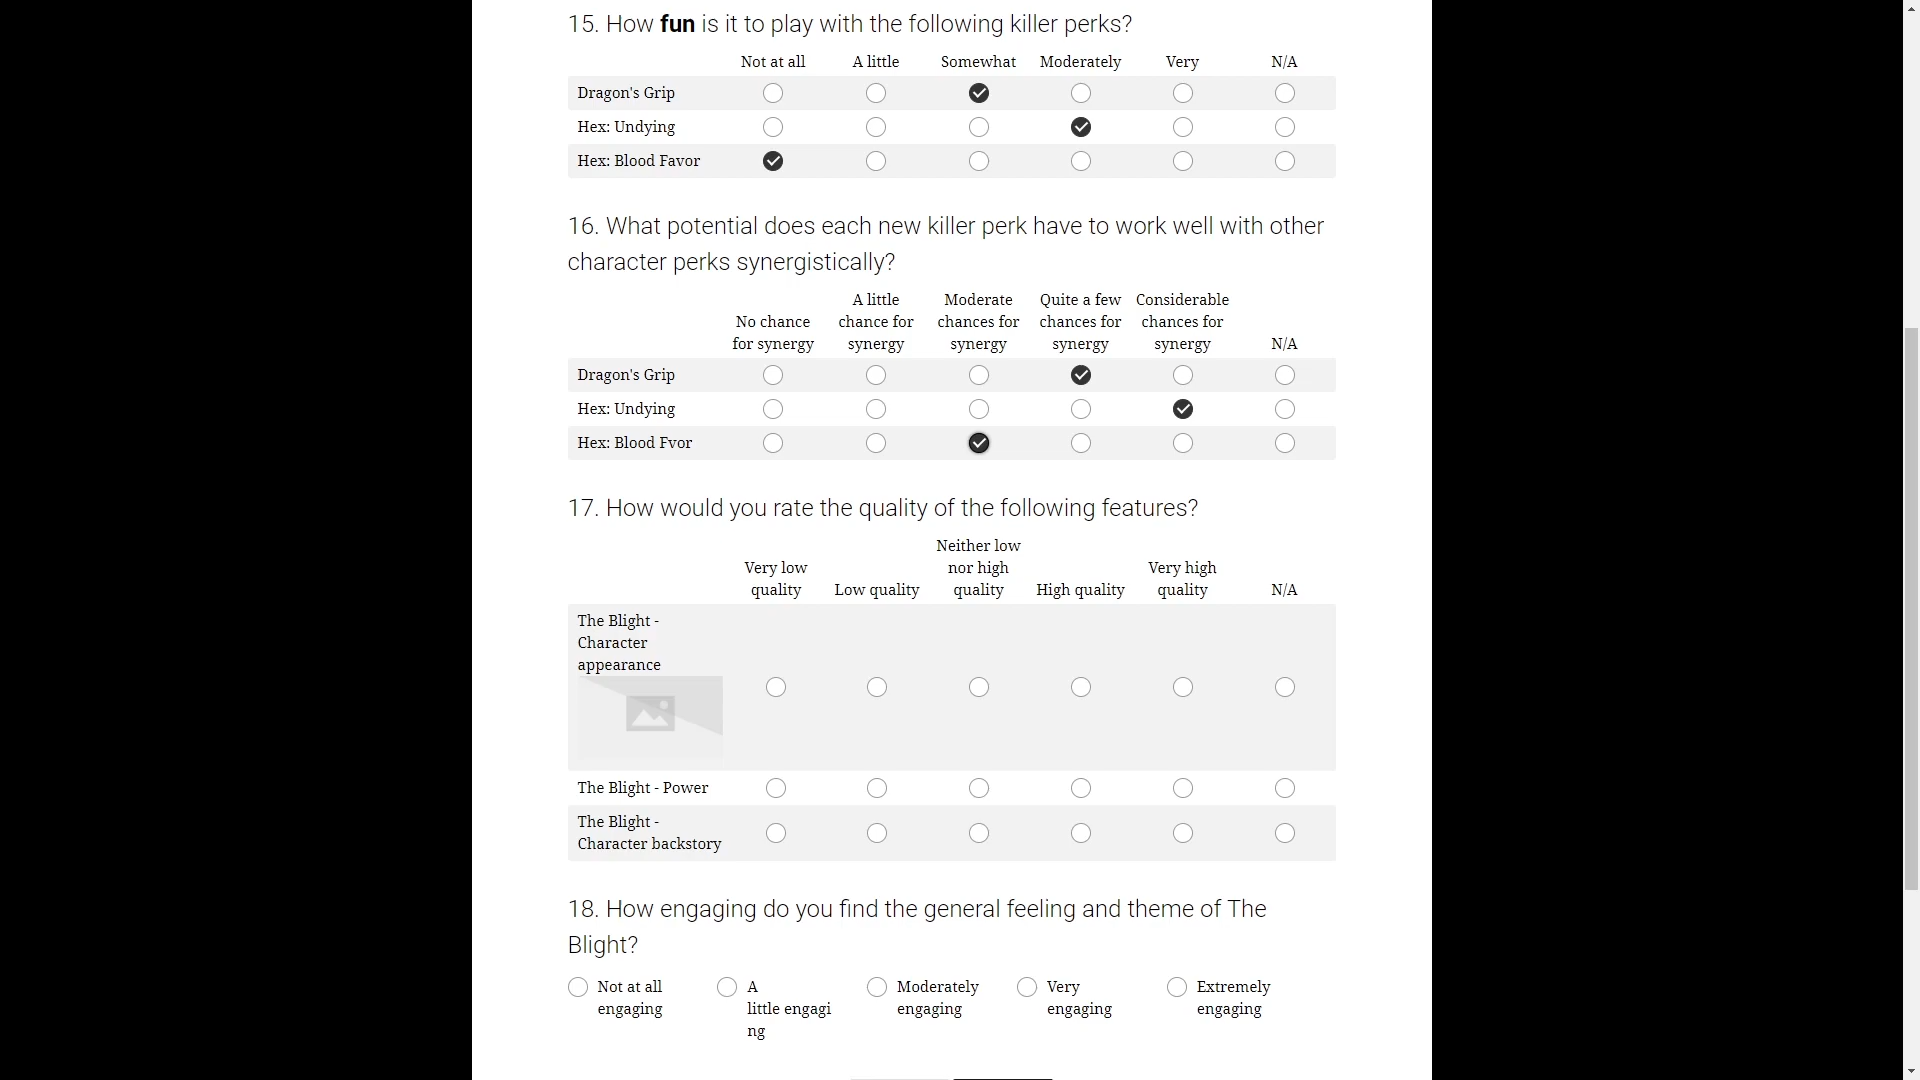 15. How fun is it to play with the following killer perks?
Not at all A little Somewhat Moderately Very N/A
Dragon's Grip
Hex: Undying
Hex: Blood Favor
16. What potential does each new killer perk have to work well with other
character perks synergistically?
A little Moderate Quite a few Considerable
No chance chance for chances for chances for chances for
for synergy synergy synergy synergy synergy N/A
Dragon's Grip
Hex: Undying
Hex: Blood Fvor
17. How would you rate the quality of the following features?
Neither low
Very low nor high Very high
quality Low quality quality High quality quality N/A
The Blight -
Character
appearance
The Blight - Power
The Blight -
Character backstory
18. How engaging do you find the general feeling and theme of The
Blight?
Not at all A Moderately Very Extremely
engaging little engagi engaging engaging engaging
ng